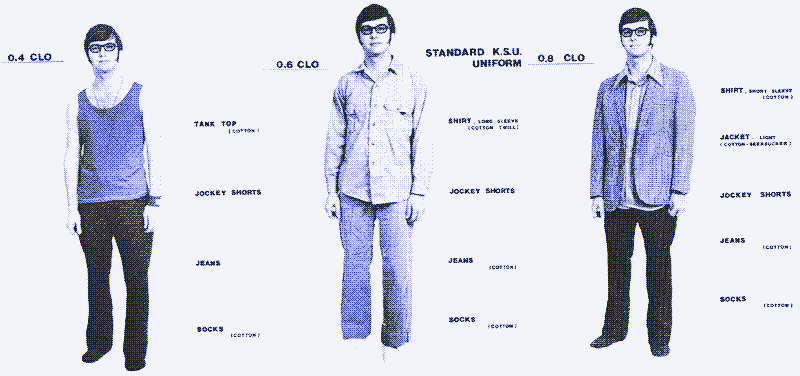 0.4 CLO
TANK TOP
(COTTON)
JOCKEY SHORTS
JEANS
SOCKS
(COTTON)
0.6 CLO
STANDARD K.S.U.
UNIFORM
SHIRT, LONG SLEEVE
(COTTON TWILL)
JOCKEY SHORTS
JEANS
(COTTON)
SOCKS
(COTTON)
0.8 CLO
SHIRT, SHORT SLEEVE
(COTTON)
JACKET, LIGHT
(COTTON-SEERSUCKER)
JOCKEY SHORTS
JEANS
(COTTON)
SOCKS
(COTTON)